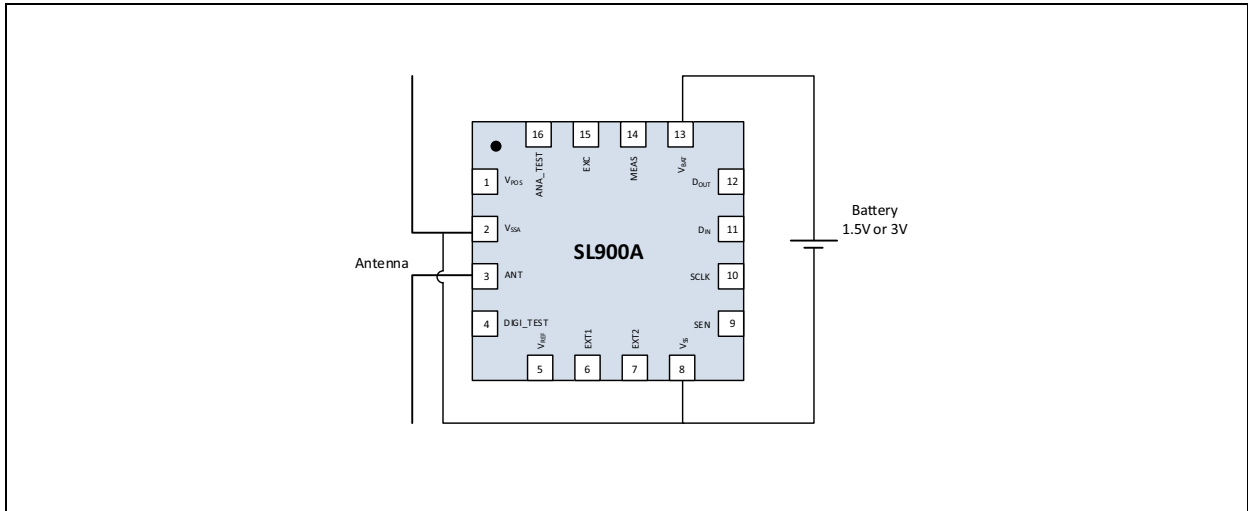 16
15
14
13
ANA_TEST
EXC
MEAS
VBAT
1
VPOS
DOUT
12
2
VSSA
DIN
11
Battery
1.5V or 3V
SL900A
Antenna
3
ANT
SCLK
10
4
DIGI_TEST
SEN
9
VREF
EXT1
EXT2
VSS
5
6
7
8